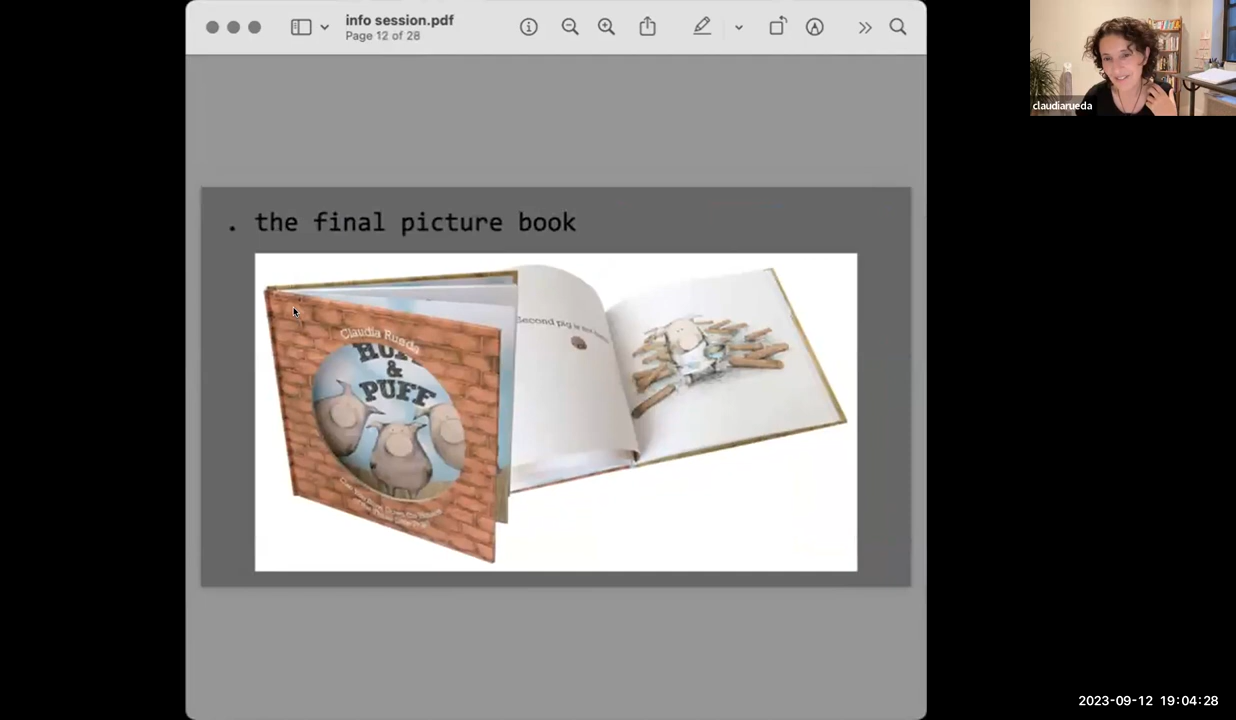 info session.pdf
Page 12 of 28
claudiarueda
. the final picture book
Claudia Rueda
HUFF
&
PUFF
Second pig is
2023-09-12 19:04:28